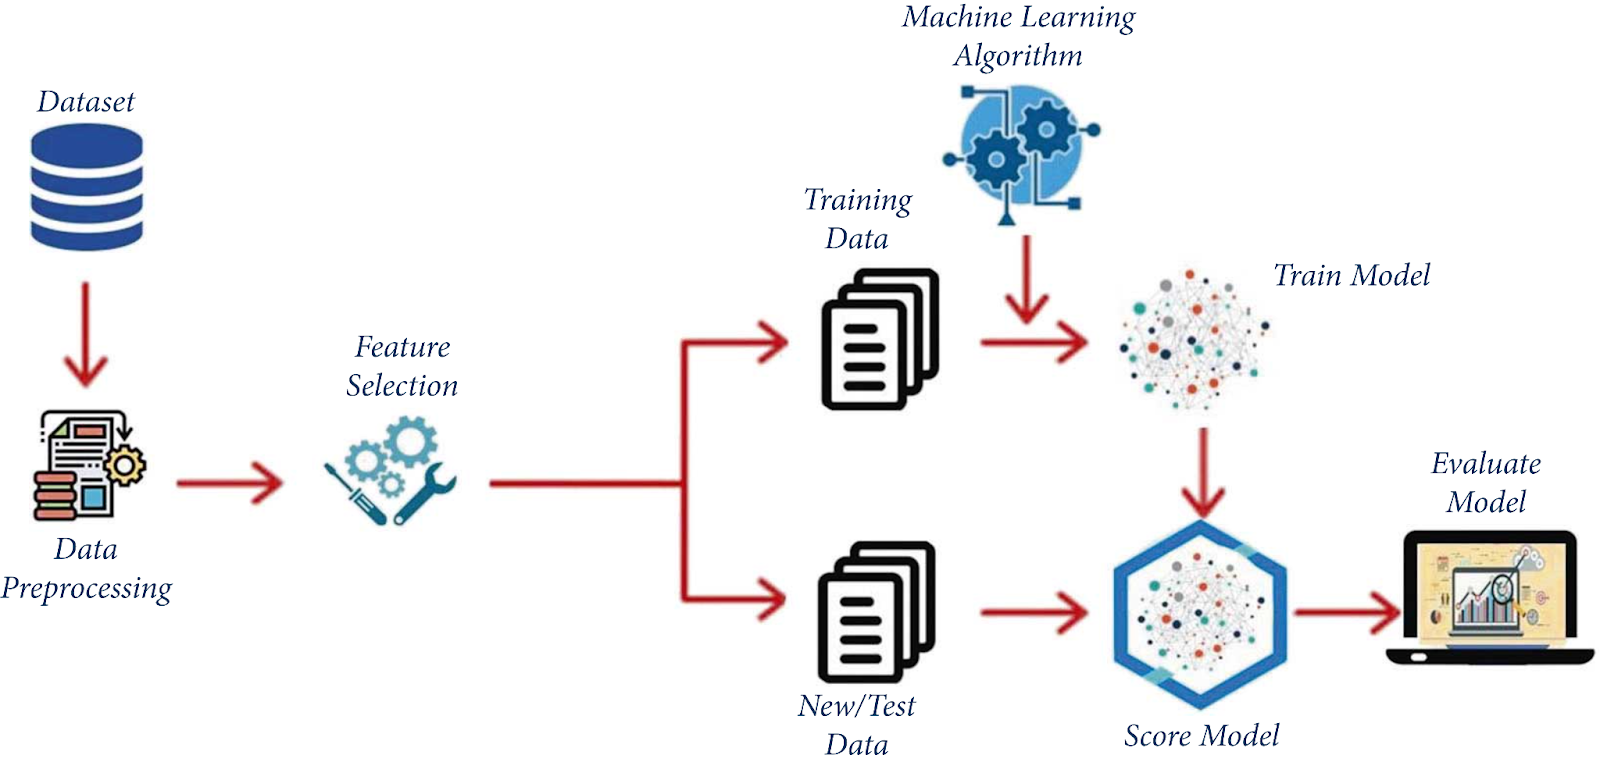 Machine Learning
Algorithm
Dataset
Training
Data
Train Model
Feature
Selection
Evaluate
Model
Data
Preprocessing
New/Test
Data
Score Model